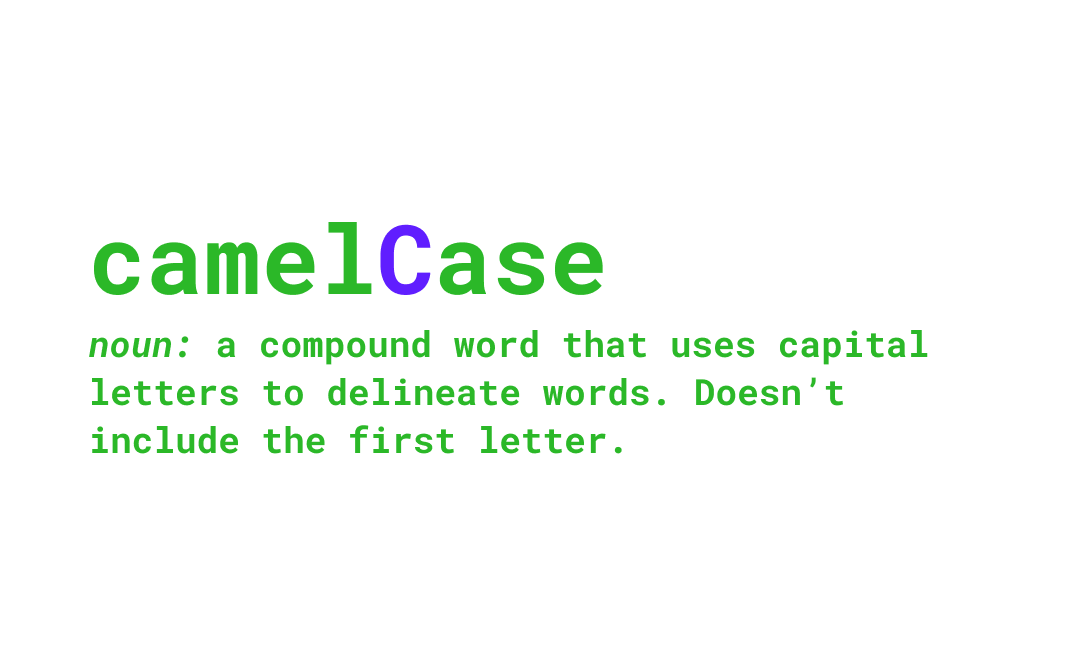 camelCase
noun: a compound word that uses capital
letters to delineate words. Doesn’t
include the first letter.